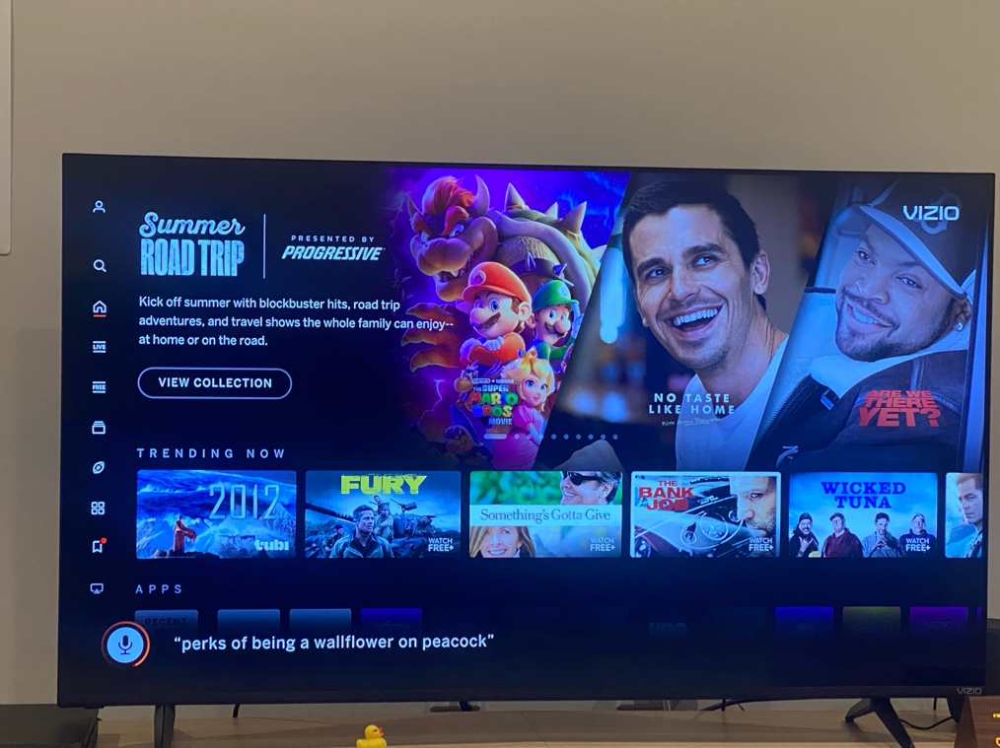 Summer
ROAD TRIP
PRESENTED BY
PROGRESSIVE
Kick off summer with blockbuster hits, road trip
adventures, and travel shows the whole family can enjoy--
at home or on the road.
VIEW COLLECTION
THE SUPER
MARIO
BROS
MOVIE
NO TASTE
LIKE HOME
VIZIO
ARE WE
THERE
YET?
LIVE
FREE
TRENDING NOW
2012
tubi
FURY
WATCH
FREE+
Something's Gotta Give
WATCH
FREE+
THE
BANK
JOB
WATCH
FREE+
WICKED
TUNA
WATCH
FREE+
APPS
RECENT
HBO
"perks of being a wallflower on peacock"
VIZIO